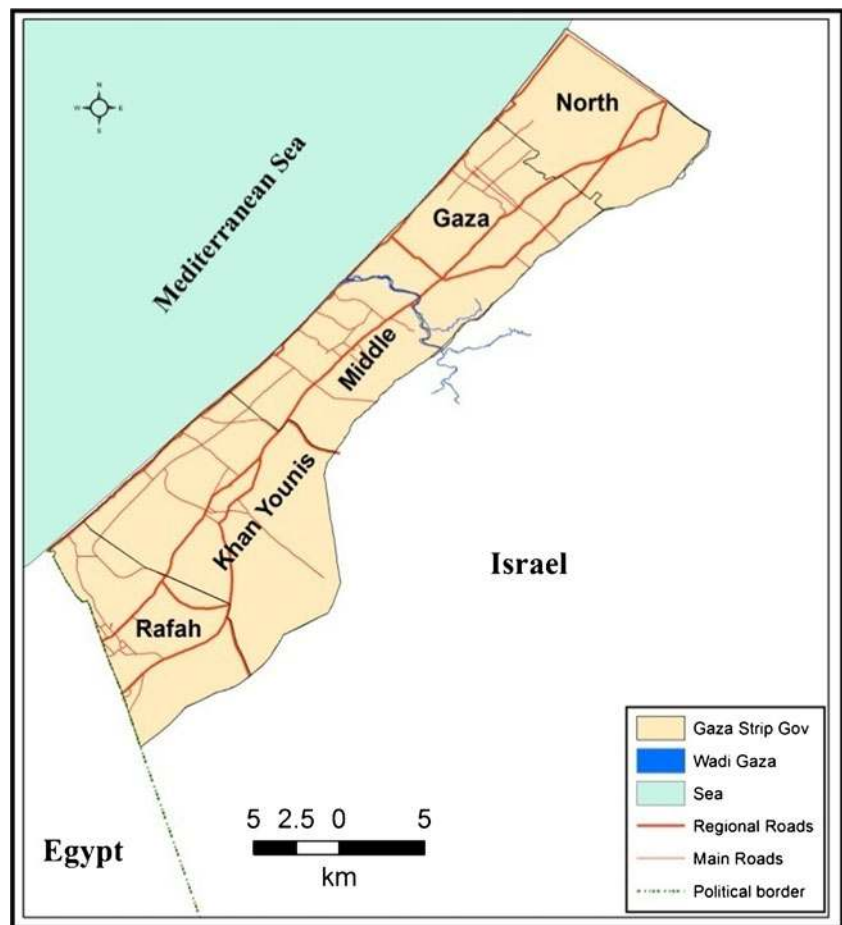 N
W
E
S
Mediterranean Sea
North
Gaza
Middle
Khan Younis
Rafah
Israel
Egypt
5 2.5 0 5
km
Gaza Strip Gov
Wadi Gaza
Sea
Regional Roads
Main Roads
Political border